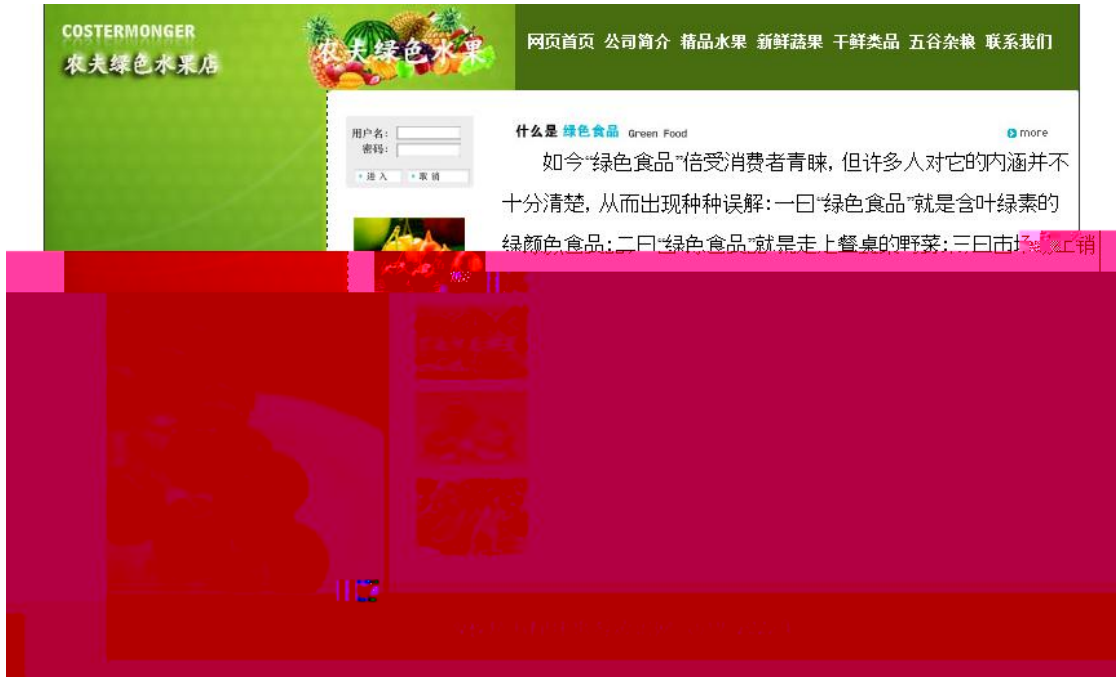 COSTERMONGER
农夫绿色水果店
农夫绿色水果
网页首页 公司简介 精品水果 新鲜蔬果 干鲜类品 五谷杂粮 联系我们
用户名:
密码:
进入 取消
什么是 绿色食品 Green Food
more
如今“绿色食品”倍受消费者青睐, 但许多人对它的内涵并不
十分清楚, 从而出现种种误解:一曰“绿色食品”就是含叶绿素的
绿颜色食品;二曰“绿色食品”就是走上餐桌的野菜;三曰市场上销